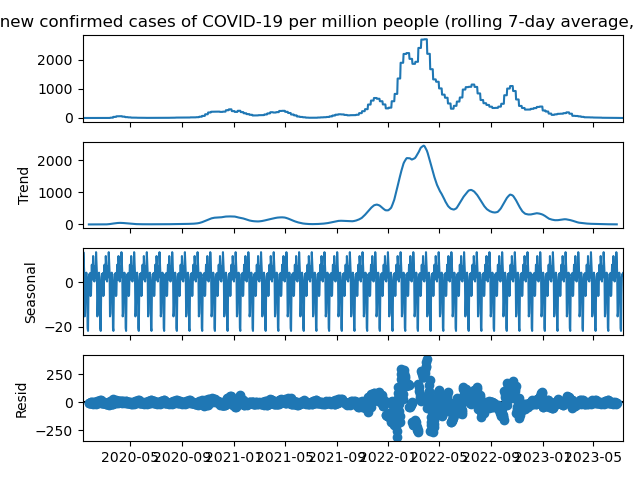 new confirmed cases of COVID-19 per million people (rolling 7-day average,
2000
1000
0
Trend
2000
1000
0
Seasonal
0
−20
Resid
250
0
−250
2020-05 2020-09 2021-01 2021-05 2021-09 2022-01 2022-05 2022-09 2023-01 2023-05